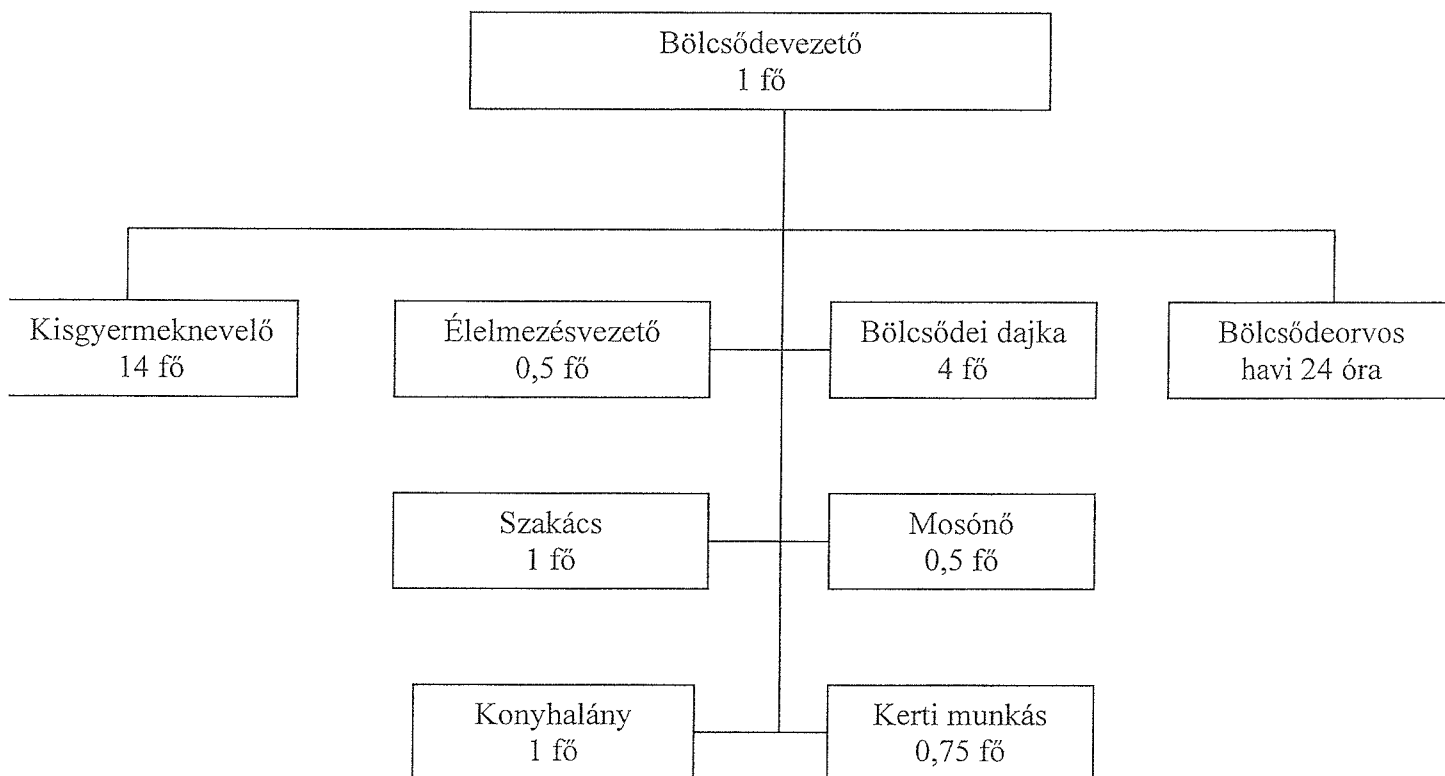 Bölcsődevezető
1 fő
Kisgyermeknevelő
14 fő
Élelmezésvezető
0,5 fő
Bölcsődei dajka
4 fő
Bölcsődeorvos
havi 24 óra
Szakács
1 fő
Mosónő
0,5 fő
Konyhalány
1 fő
Kerti munkás
0,75 fő